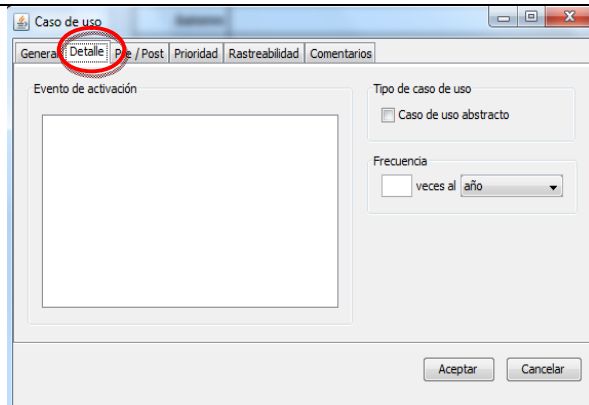 Caso de uso
General Detalle Pre / Post Prioridad Rastreabilidad Comentarios
Evento de activación
Tipo de caso de uso
Caso de uso abstracto
Frecuencia
veces al año
Aceptar Cancelar